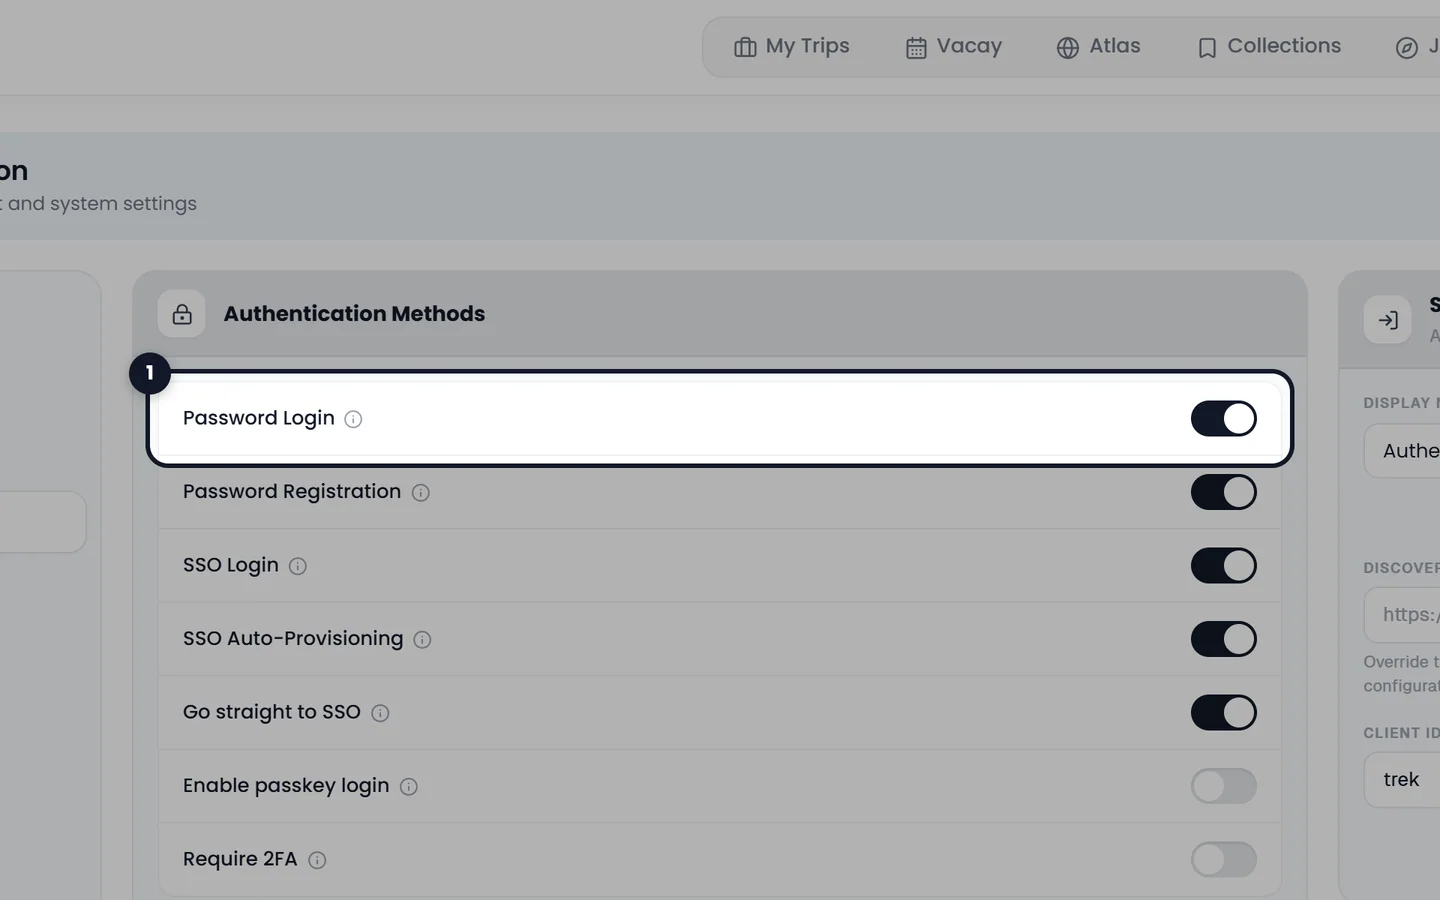 My Trips
Vacay
Atlas
Collections
J
on
t and system settings
Authentication Methods
1
Password Login
Password Registration
SSO Login
SSO Auto-Provisioning
Go straight to SSO
Enable passkey login
Require 2FA
S
A
DISPLAY N
Authe
DISCOVER
https:/
Override t
configurat
CLIENT ID
trek